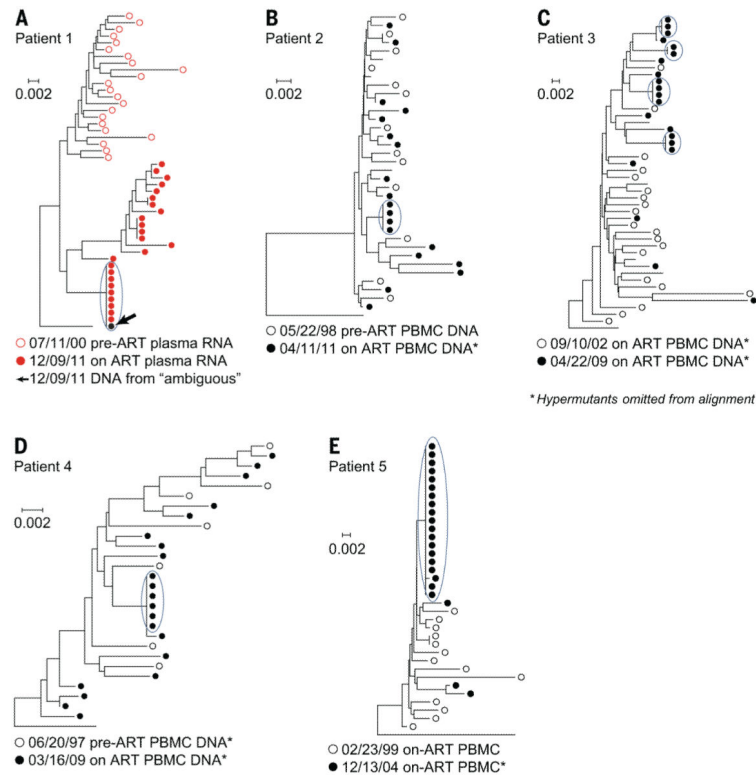 A
Patient 1
0.002
07/11/00 pre-ART plasma RNA
12/09/11 on ART plasma RNA
12/09/11 DNA from “ambiguous”
B
Patient 2
0.002
05/22/98 pre-ART PBMC DNA
04/11/11 on ART PBMC DNA*
C
Patient 3
0.002
09/10/02 on ART PBMC DNA*
04/22/09 on ART PBMC DNA*
* Hypermutants omitted from alignment
D
Patient 4
0.002
06/20/97 pre-ART PBMC DNA*
03/16/09 on ART PBMC DNA*
E
Patient 5
0.002
02/23/99 on-ART PBMC
12/13/04 on-ART PBMC*